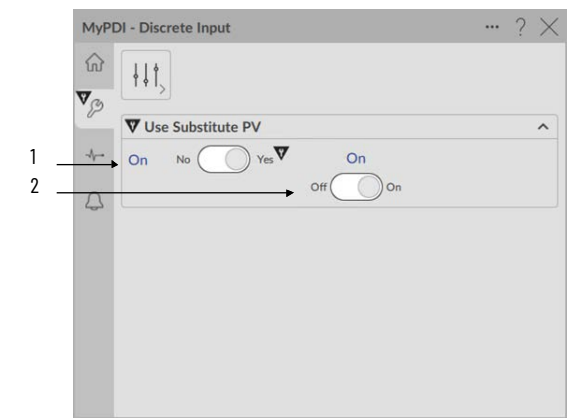 MyPDI - Discrete Input ... ?
Use Substitute PV
1 On No Yes On
2 Off On